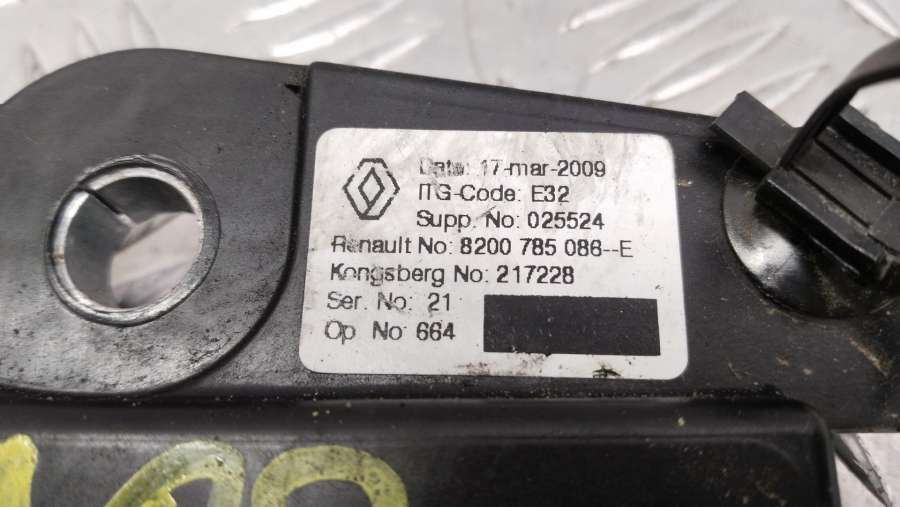 Date: 17-mar-2009
ITG-Code: E32
Supp. No: 025524
Renault No: 8200 785 086--E
Kongsberg No: 217228
Ser. No: 21
Op No: 664